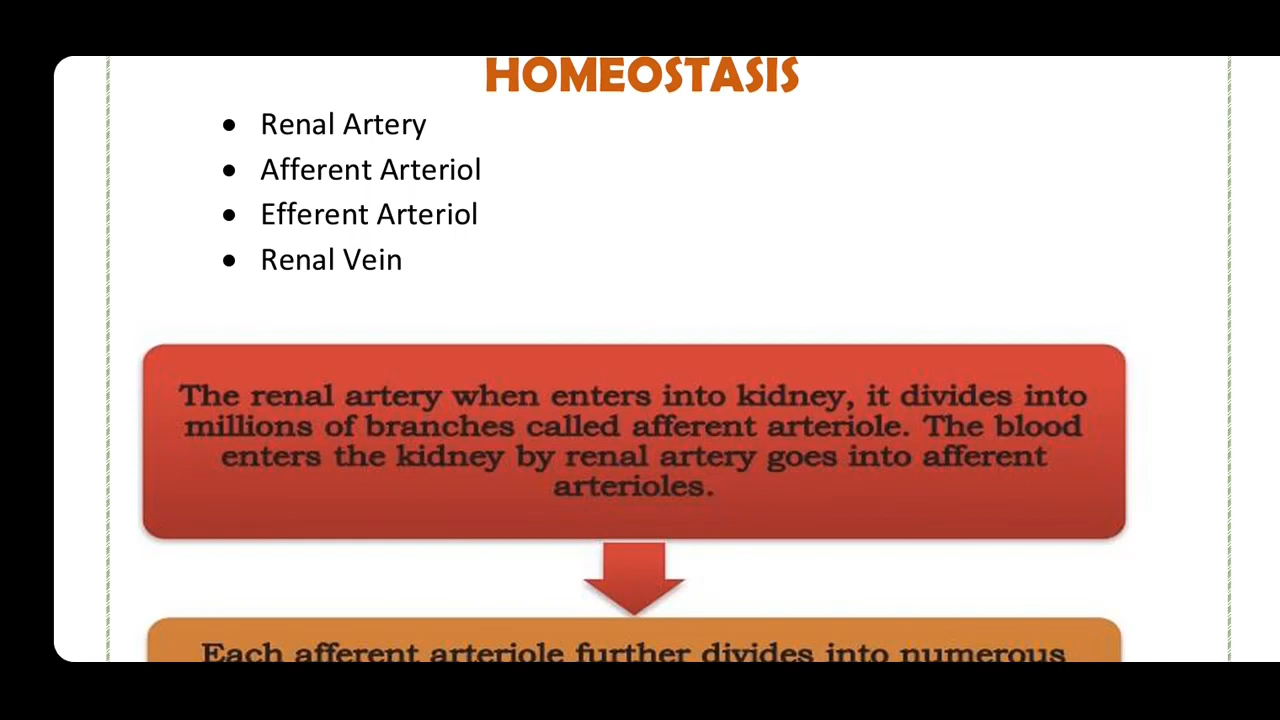 HOMEOSTASIS
• Renal Artery
• Afferent Arteriol
• Efferent Arteriol
• Renal Vein
The renal artery when enters into kidney, it divides into
millions of branches called afferent arteriole. The blood
enters the kidney by renal artery goes into afferent
arterioles.
Each afferent arteriole further divides into numerous